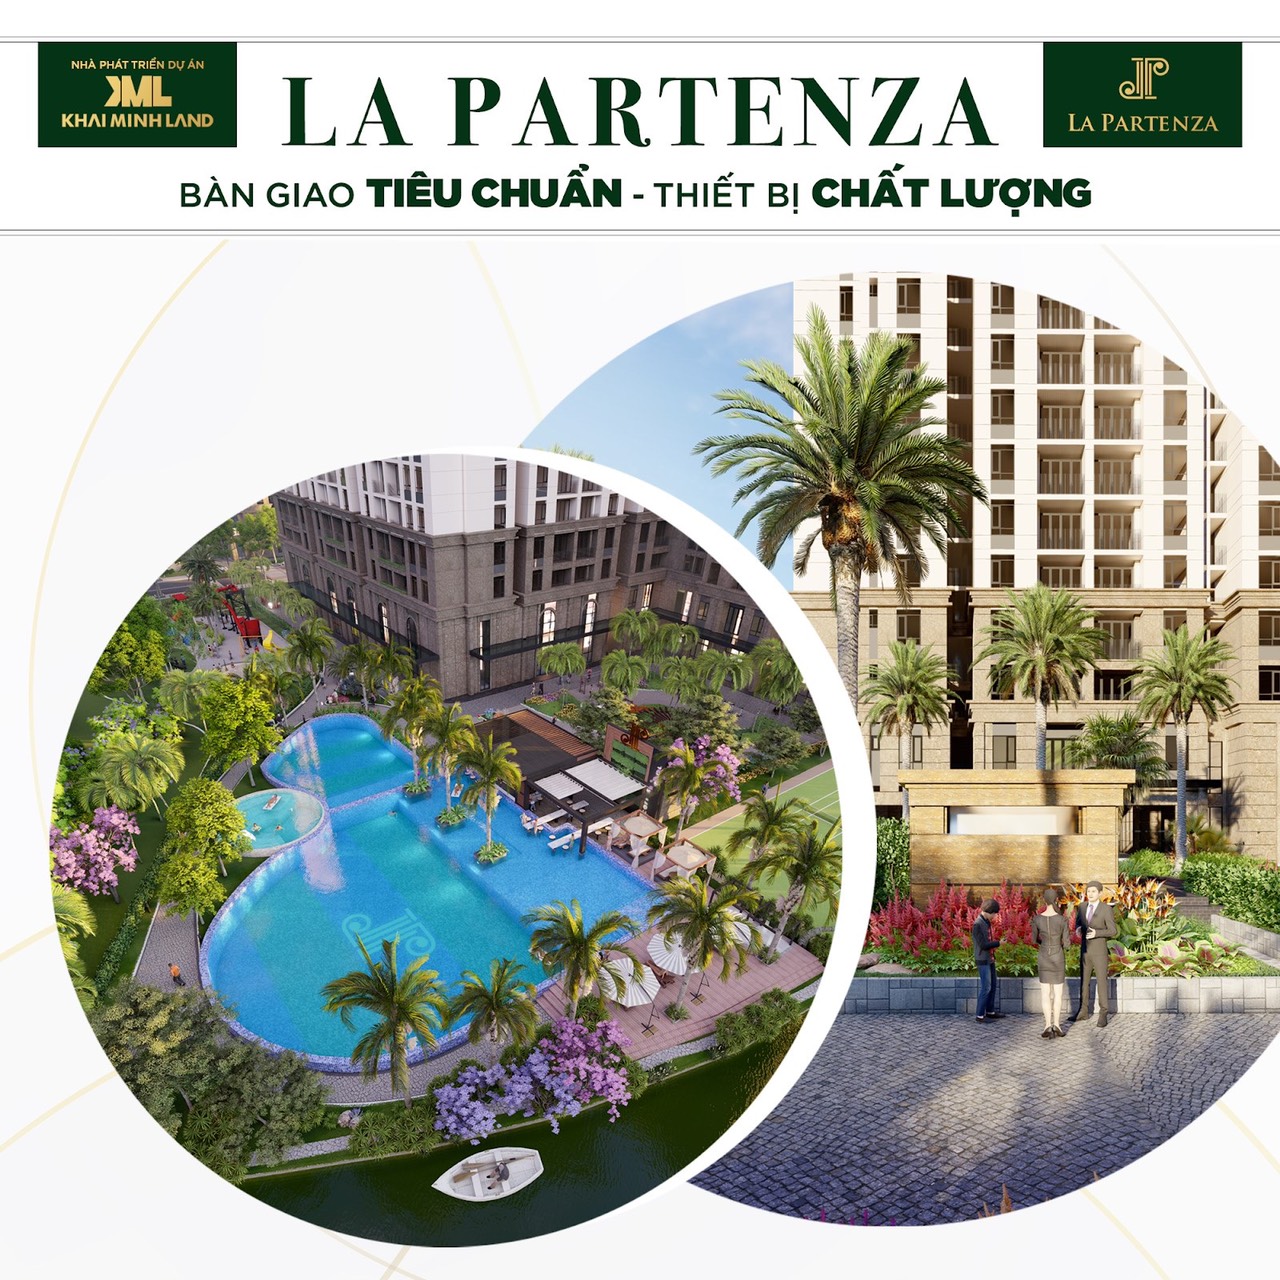 NHÀ PHÁT TRIỂN DỰ ÁN
KML
KHAI MINH LAND
LA PARTENZA
LA PARTENZA
BÀN GIAO TIÊU CHUẨN - THIẾT BỊ CHẤT LƯỢNG